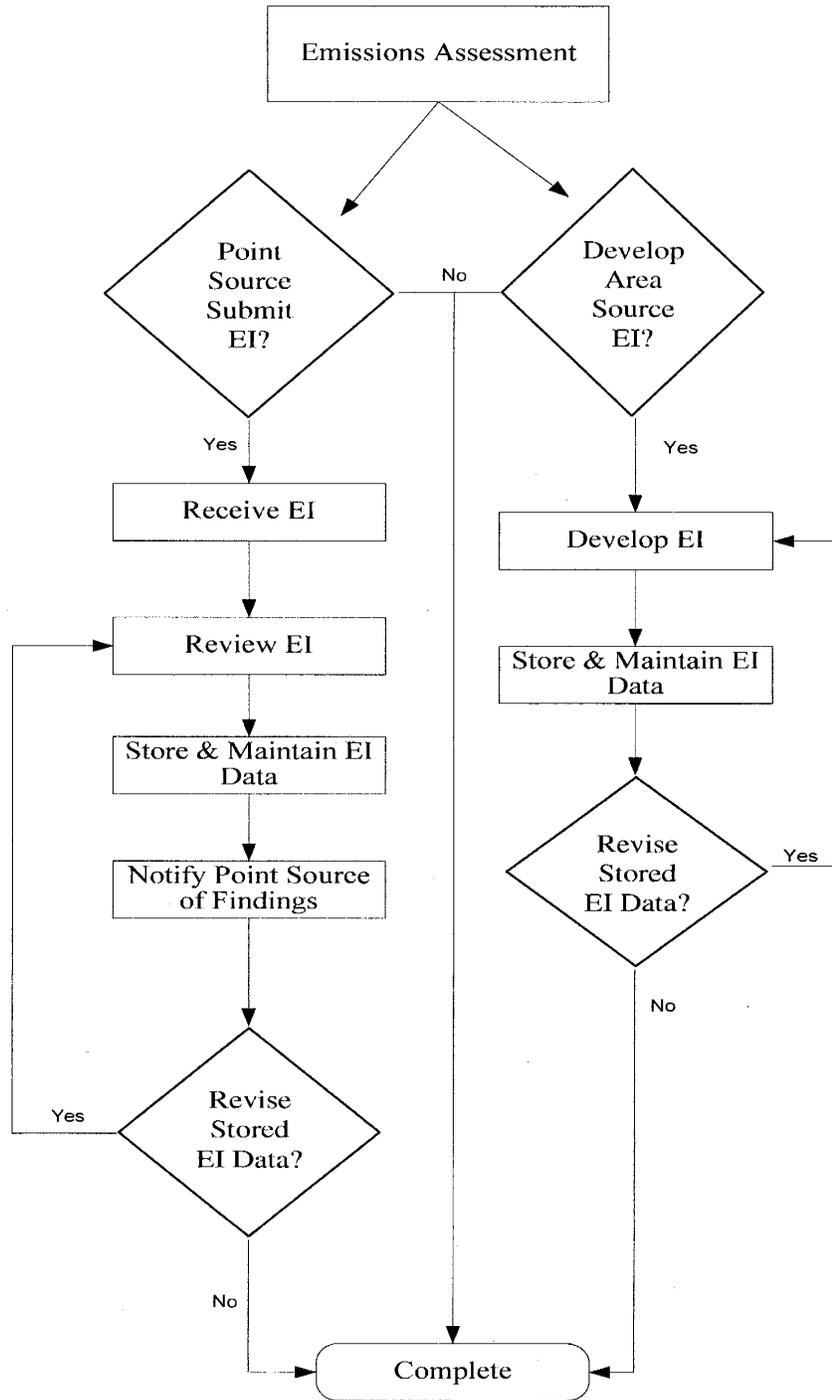 Emissions Assessment
Point
Source
Submit
EI?
No
Develop
Area
Source
EI?
Yes
Yes
Receive EI
Develop EI
Review EI
Store & Maintain EI
Data
Store & Maintain EI
Data
Notify Point Source
of Findings
Revise
Stored
EI Data?
Yes
No
Revise
Stored
EI Data?
Yes
No
Complete